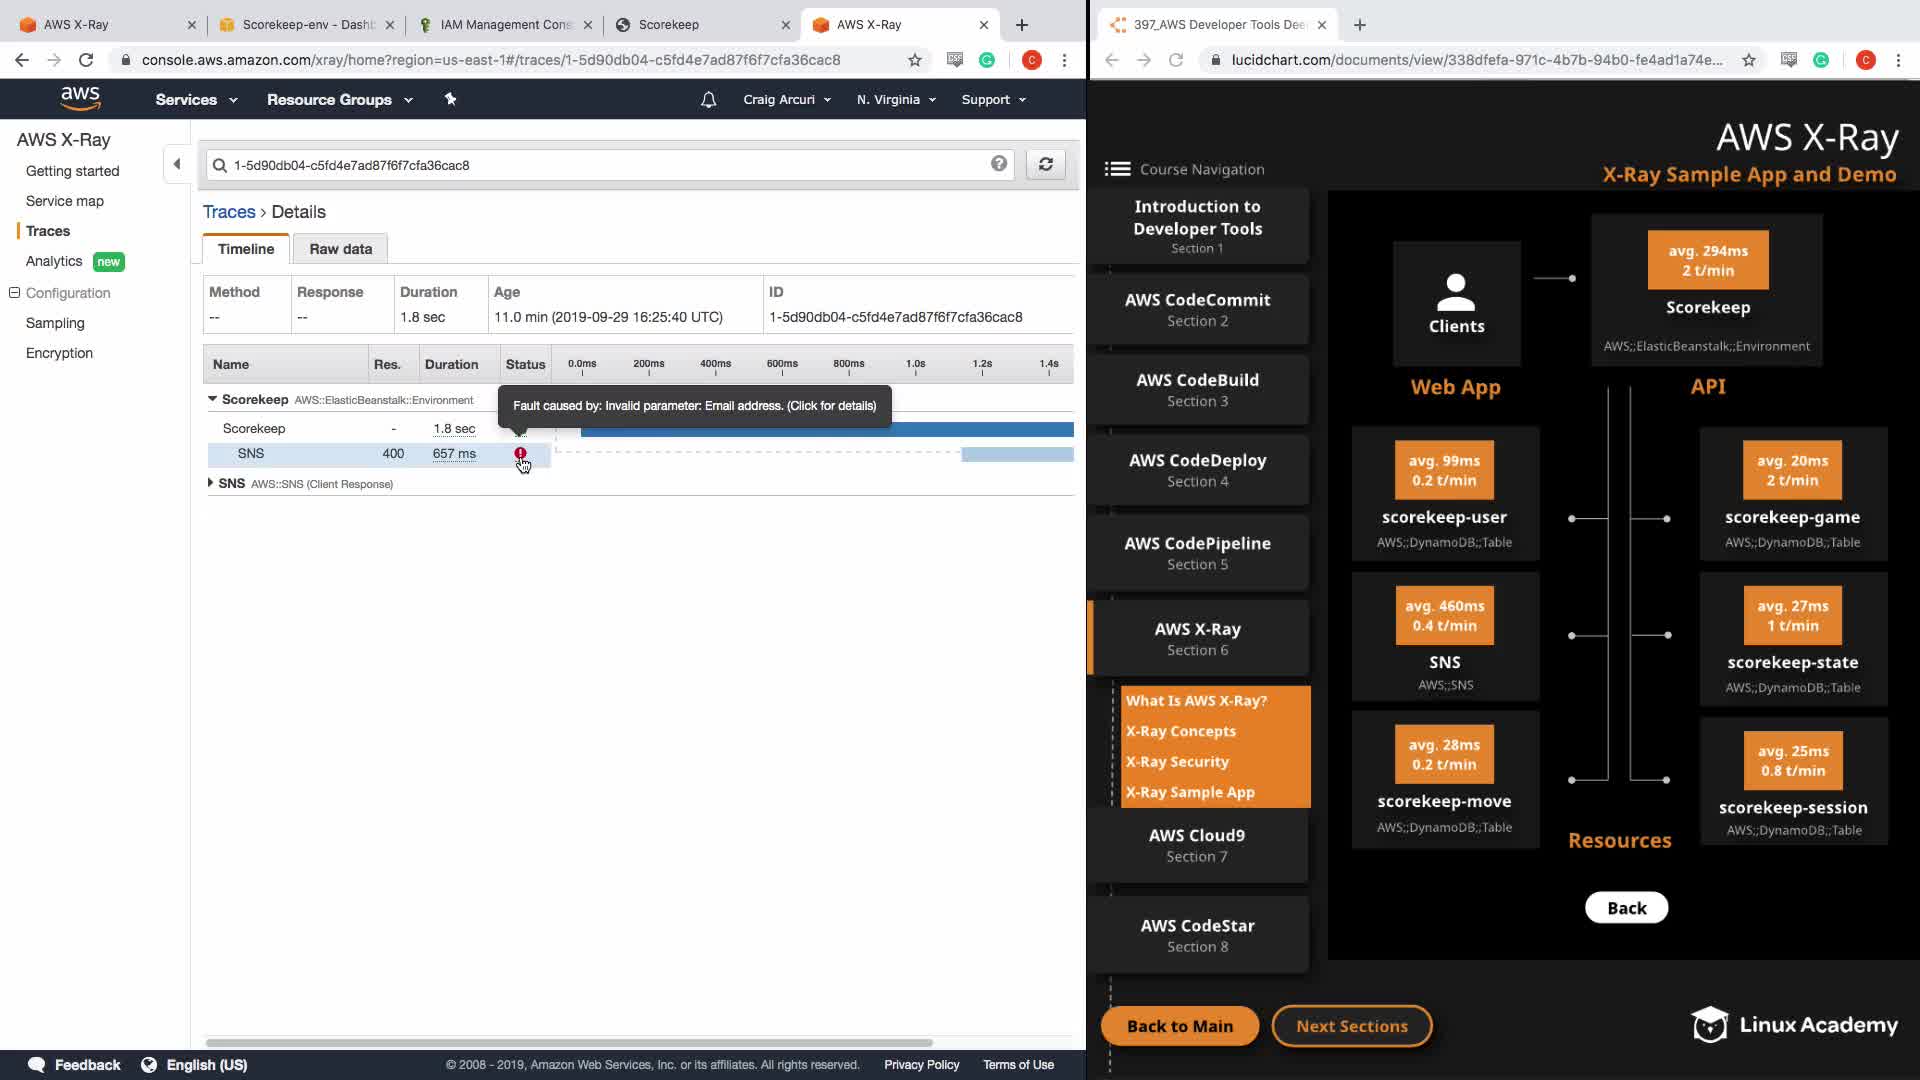 AWS X-Ray
Scorekeep-env - Dashb
IAM Management Cons
Scorekeep
AWS X-Ray
console.aws.amazon.com/xray/home?region=us-east-1#/traces/1-5d90db04-c5fd4e7ad87f6f7cfa36cac8
C
aws
Services
Resource Groups
Craig Arcuri
N. Virginia
Support
AWS X-Ray
Getting started
Service map
Traces
Analytics new
Configuration
Sampling
Encryption
1-5d90db04-c5fd4e7ad87f6f7cfa36cac8
Traces › Details
Timeline
Raw data
Method Response Duration Age ID
-- -- 1.8 sec 11.0 min (2019-09-29 16:25:40 UTC) 1-5d90db04-c5fd4e7ad87f6f7cfa36cac8
Name Res. Duration Status 0.0ms 200ms 400ms 600ms 800ms 1.0s 1.2s 1.4s
Scorekeep AWS::ElasticBeanstalk::Environment
Fault caused by: Invalid parameter: Email address. (Click for details)
Scorekeep - 1.8 sec
SNS 400 657 ms
SNS AWS::SNS (Client Response)
Feedback
English (US)
© 2008 - 2019, Amazon Web Services, Inc. or its affiliates. All rights reserved.
Privacy Policy
Terms of Use
397_AWS Developer Tools Dee
lucidchart.com/documents/view/338dfefa-971c-4b7b-94b0-fe4ad1a74e...
C
AWS X-Ray
X-Ray Sample App and Demo
Course Navigation
Introduction to
Developer Tools
Section 1
AWS CodeCommit
Section 2
AWS CodeBuild
Section 3
AWS CodeDeploy
Section 4
AWS CodePipeline
Section 5
AWS X-Ray
Section 6
What Is AWS X-Ray?
X-Ray Concepts
X-Ray Security
X-Ray Sample App
AWS Cloud9
Section 7
AWS CodeStar
Section 8
Clients
Web App
avg. 294ms
2 t/min
Scorekeep
AWS;;ElasticBeanstalk;;Environment
API
avg. 99ms
0.2 t/min
scorekeep-user
AWS;;DynamoDB;;Table
avg. 20ms
2 t/min
scorekeep-game
AWS;;DynamoDB;;Table
avg. 460ms
0.4 t/min
SNS
AWS;;SNS
avg. 27ms
1 t/min
scorekeep-state
AWS;;DynamoDB;;Table
avg. 28ms
0.2 t/min
scorekeep-move
AWS;;DynamoDB;;Table
avg. 25ms
0.8 t/min
scorekeep-session
AWS;;DynamoDB;;Table
Resources
Back
Back to Main
Next Sections
Linux Academy